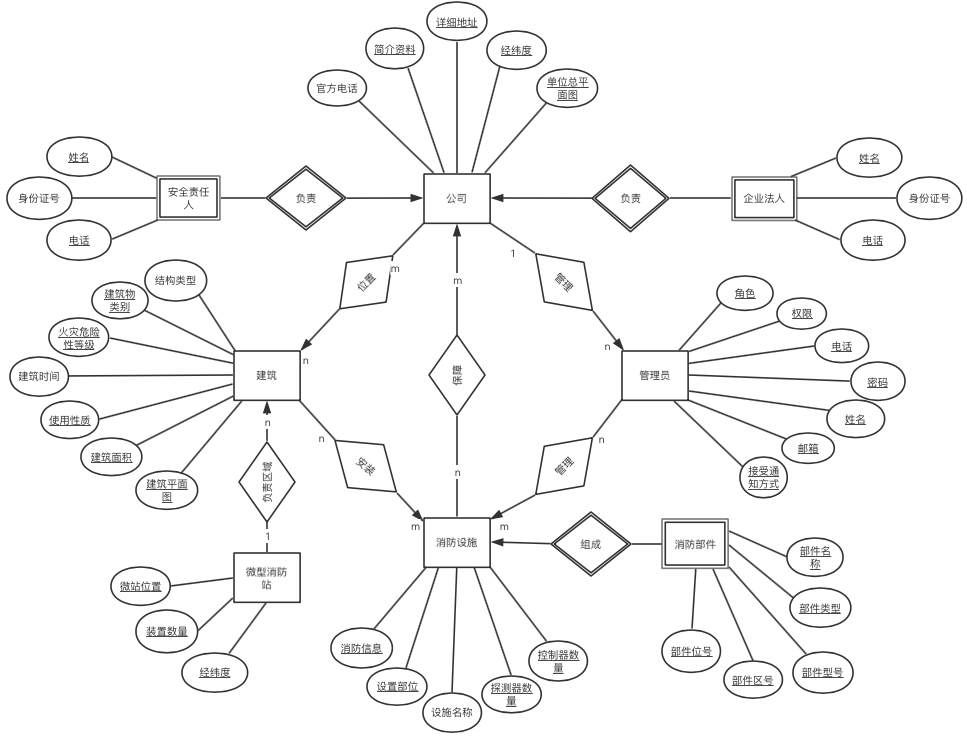 详细地址
简介资料
经纬度
官方电话
单位总平
面图
姓名
身份证号
电话
安全责任
人
负责
公司
负责
企业法人
姓名
身份证号
电话
m
1
位置
m
管理
结构类型
建筑物
类别
火灾危险
性等级
建筑时间
使用性质
建筑面积
建筑平面
图
建筑
n
n
保障
n
管理员
角色
权限
电话
密码
姓名
邮箱
接受通
知方式
n
负责区域
1
n
安装
m
n
管理
n
m
微型消防
站
微站位置
装置数量
经纬度
消防设施
组成
消防部件
部件名
称
部件类型
部件型号
部件区号
部件位号
消防信息
设置部位
设施名称
探测器数
量
控制器数
量